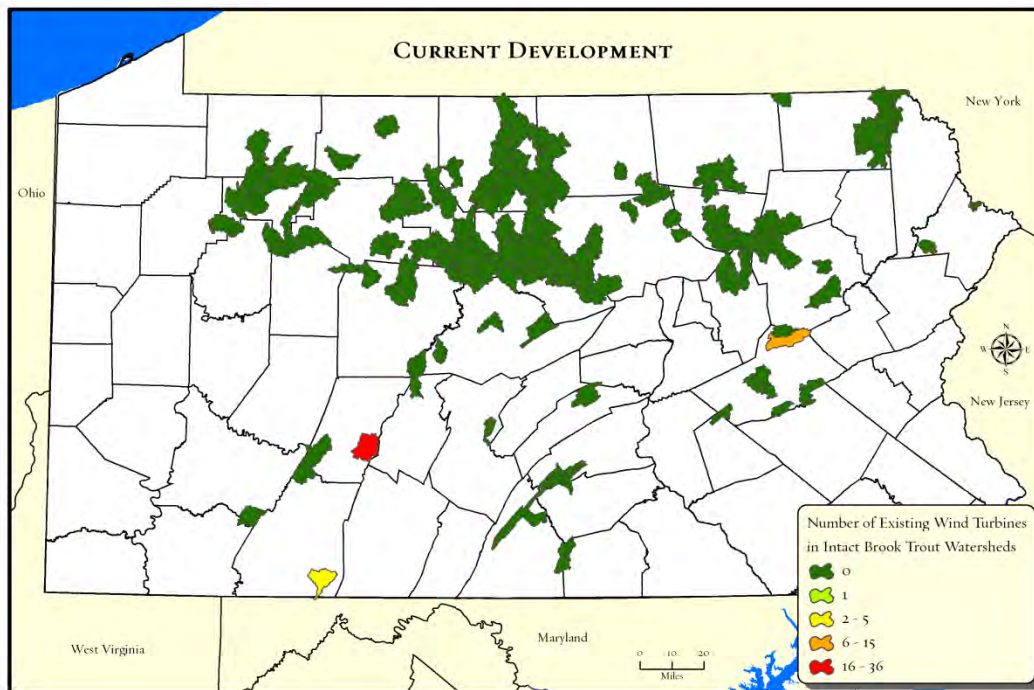 Current Development
New York
Ohio
N
W E
S
New Jersey
Number of Existing Wind Turbines
in Intact Brook Trout Watersheds
0
1
2 - 5
6 - 15
16 - 36
West Virginia
Maryland
0 10 20
Miles